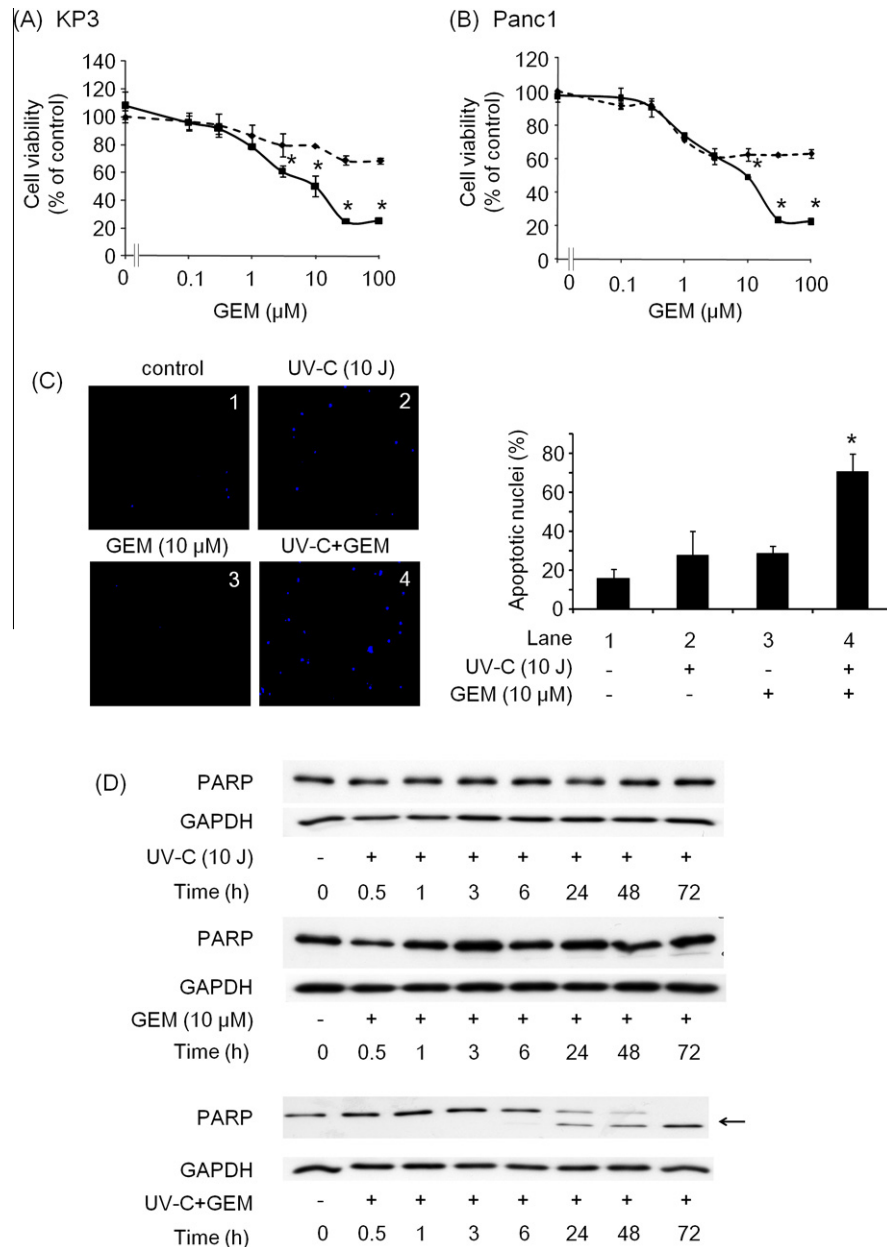 (A) KP3
Cell viability
(% of control)
140
120
100
80
60
40
20
0
* * * *
0 0.1 1 10 100
GEM (µM)
(B) Panc1
Cell viability
(% of control)
120
100
80
60
40
20
0
* * *
0 0.1 1 10 100
GEM (µM)
(C)
control
1
UV-C (10 J)
2
GEM (10 µM)
3
UV-C+GEM
4
Apoptotic nuclei (%)
80
60
40
20
0
*
Lane 1 2 3 4
UV-C (10 J) - + - +
GEM (10 µM) - - + +
(D)
PARP
GAPDH
UV-C (10 J) - + + + + + + +
Time (h) 0 0.5 1 3 6 24 48 72
PARP
GAPDH
GEM (10 µM) - + + + + + + +
Time (h) 0 0.5 1 3 6 24 48 72
PARP ←
GAPDH
UV-C+GEM - + + + + + + +
Time (h) 0 0.5 1 3 6 24 48 72